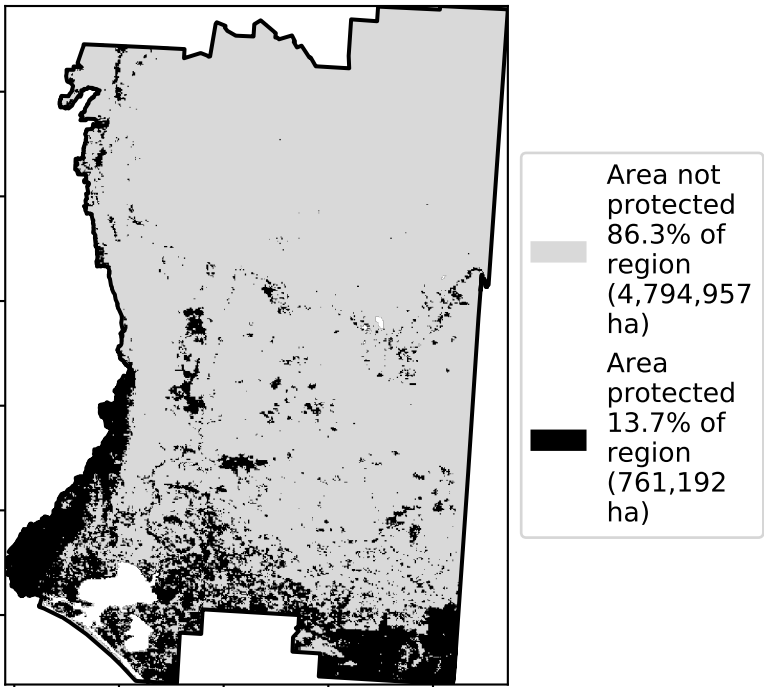 Area not
protected
86.3% of
region
(4,794,957
ha)
Area
protected
13.7% of
region
(761,192
ha)